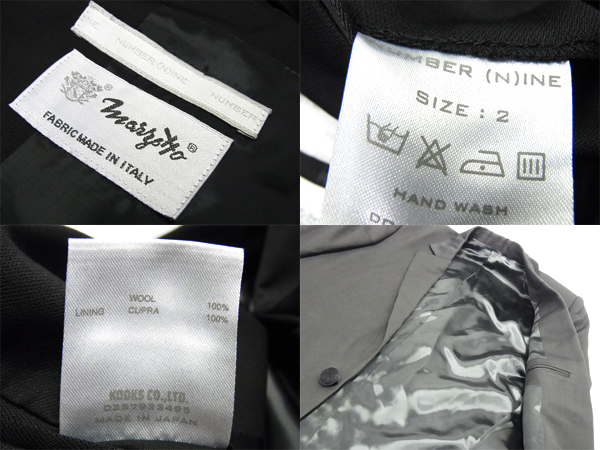 NUMBER (N)INE
NUMBER
marzotto®
FABRIC MADE IN ITALY
NUMBER (N)INE
SIZE : 2
HAND WASH
WOOL 100%
LINING CUPRA 100%
KOOKS CO.,LTD.
0357933495
MADE IN JAPAN